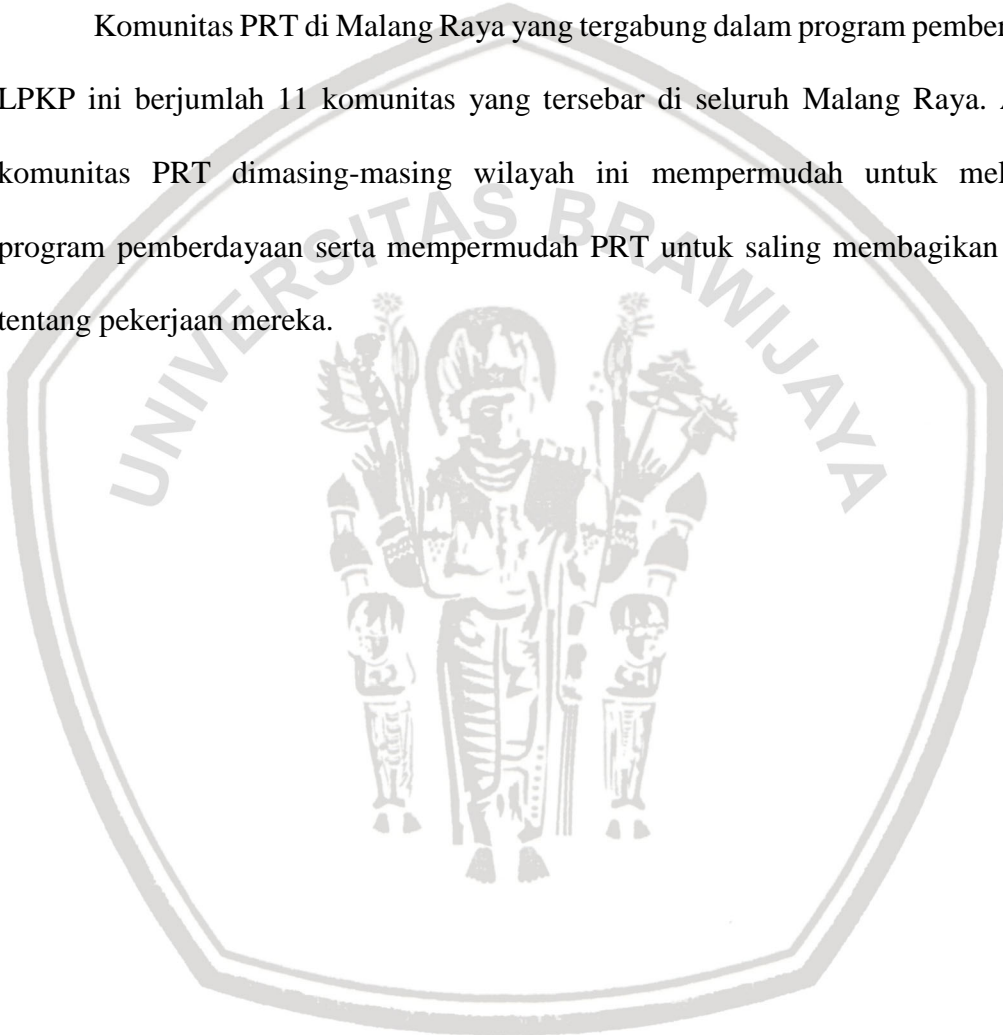 Komunitas PRT di Malang Raya yang tergabung dalam program
LPKP ini berjumlah 11 komunitas yang tersebar di seluruh Malang Raya.
komunitas PRT dimasing-masing wilayah ini mempermudah untuk
program pemberdayaan serta mempermudah PRT untuk saling membagikan
tentang pekerjaan mereka.
UNIVERSITAS BRAWIJAYA